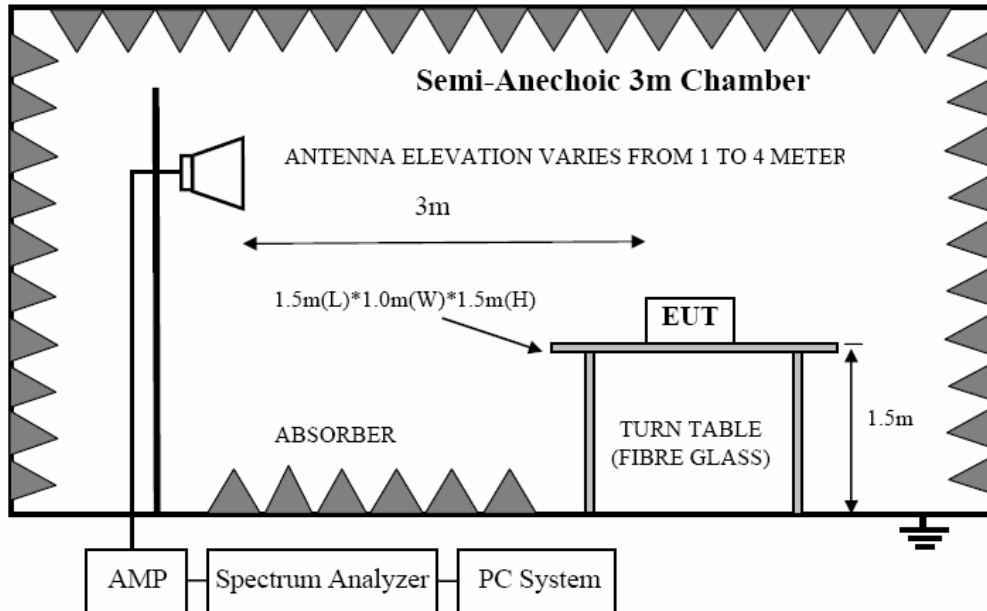 Semi-Anechoic 3m Chamber
ANTENNA ELEVATION VARIES FROM 1 TO 4 METER
3m
1.5m(L)*1.0m(W)*1.5m(H)
EUT
1.5m
ABSORBER
TURN TABLE
(FIBRE GLASS)
AMP
Spectrum Analyzer
PC System